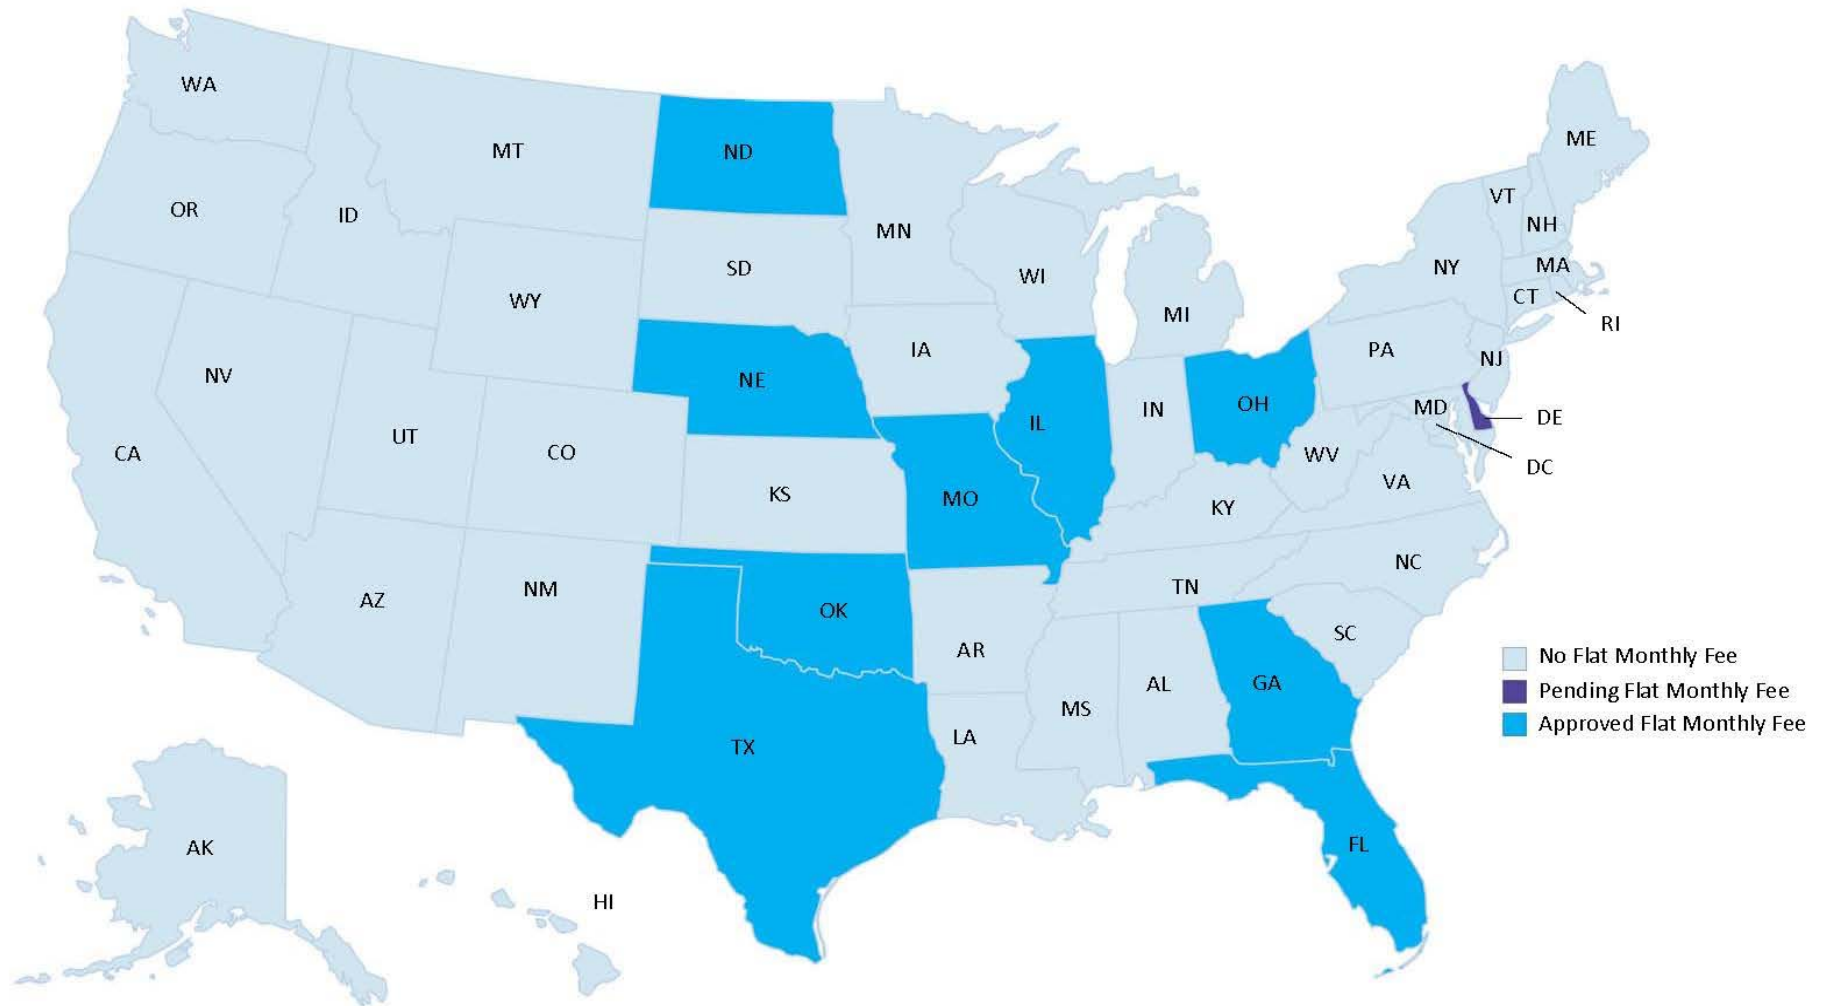 WA
MT
ND
ME
OR
ID
VT
NH
MN
SD
WI
NY
MA
WY
CT
MI
RI
IA
PA
NJ
NV
NE
IN
OH
MD
DE
UT
CO
IL
CA
WV
DC
KS
MO
VA
KY
NC
NM
TN
AZ
OK
SC
AR
No Flat Monthly Fee
AL
GA
Pending Flat Monthly Fee
MS
Approved Flat Monthly Fee
LA
TX
AK
FL
HI